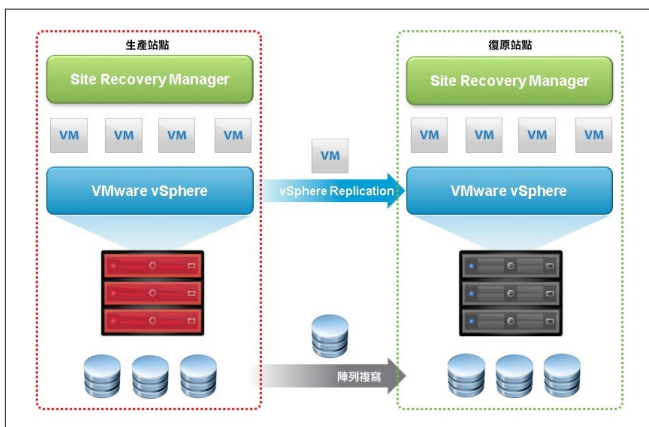 生產站點
Site Recovery Manager
VM VM VM VM
VMware vSphere
VM
vSphere Replication
陣列複寫
復原站點
Site Recovery Manager
VM VM VM VM
VMware vSphere